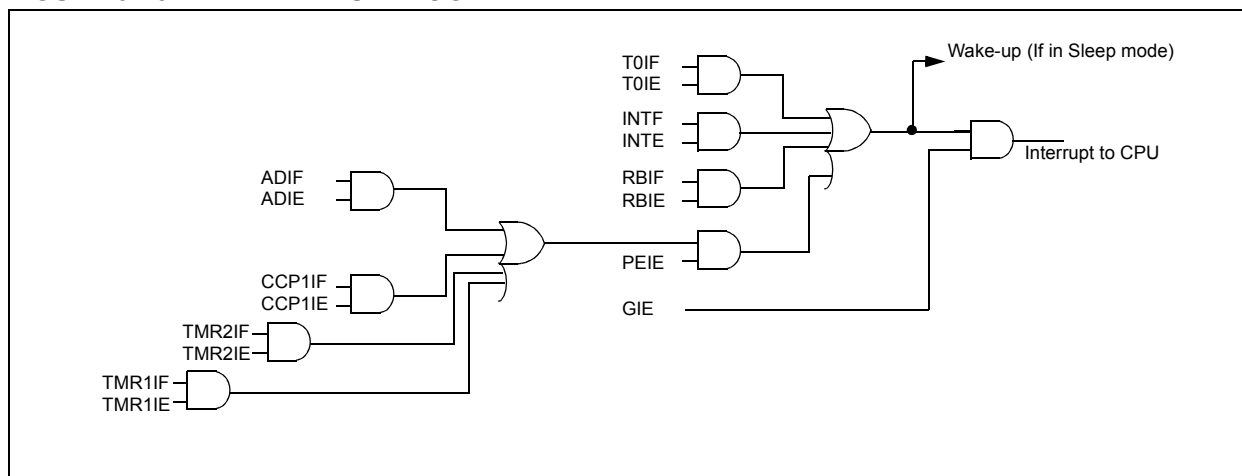 Wake-up (If in Sleep mode)
T0IF
T0IE
INTF
INTE
Interrupt to CPU
RBIF
RBIE
ADIF
ADIE
PEIE
CCP1IF
CCP1IE
GIE
TMR2IF
TMR2IE
TMR1IF
TMR1IE